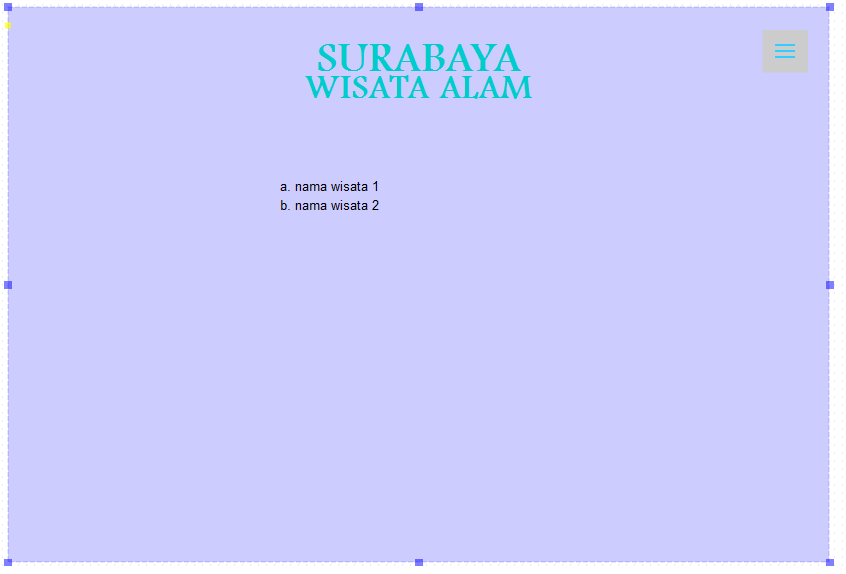 SURABAYA
WISATA ALAM
a. nama wisata 1
b. nama wisata 2